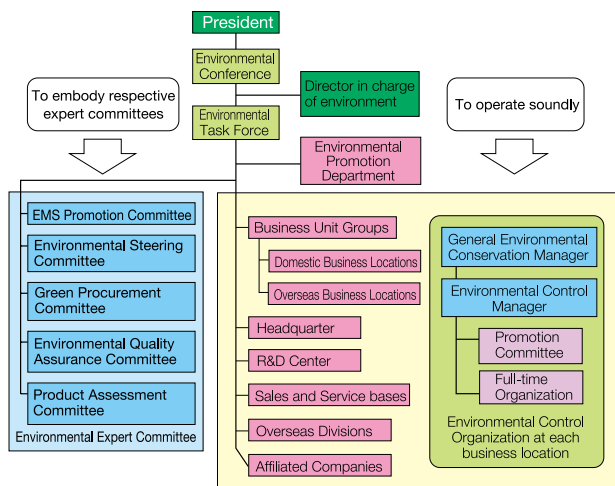 President
Environmental
Conference
Director in charge
of environment
To embody respective
expert committees
To operate soundly
Environmental
Task Force
Environmental
Promotion
Department
EMS Promotion Committee
Environmental Steering
Committee
Green Procurement
Committee
Environmental Quality
Assurance Committee
Product Assessment
Committee
Environmental Expert Committee
Business Unit Groups
Domestic Business Locations
Overseas Business Locations
Headquarter
R&D Center
Sales and Service bases
Overseas Divisions
Affiliated Companies
General Environmental
Conservation Manager
Environmental Control
Manager
Promotion
Committee
Full-time
Organization
Environmental Control
Organization at each
business location